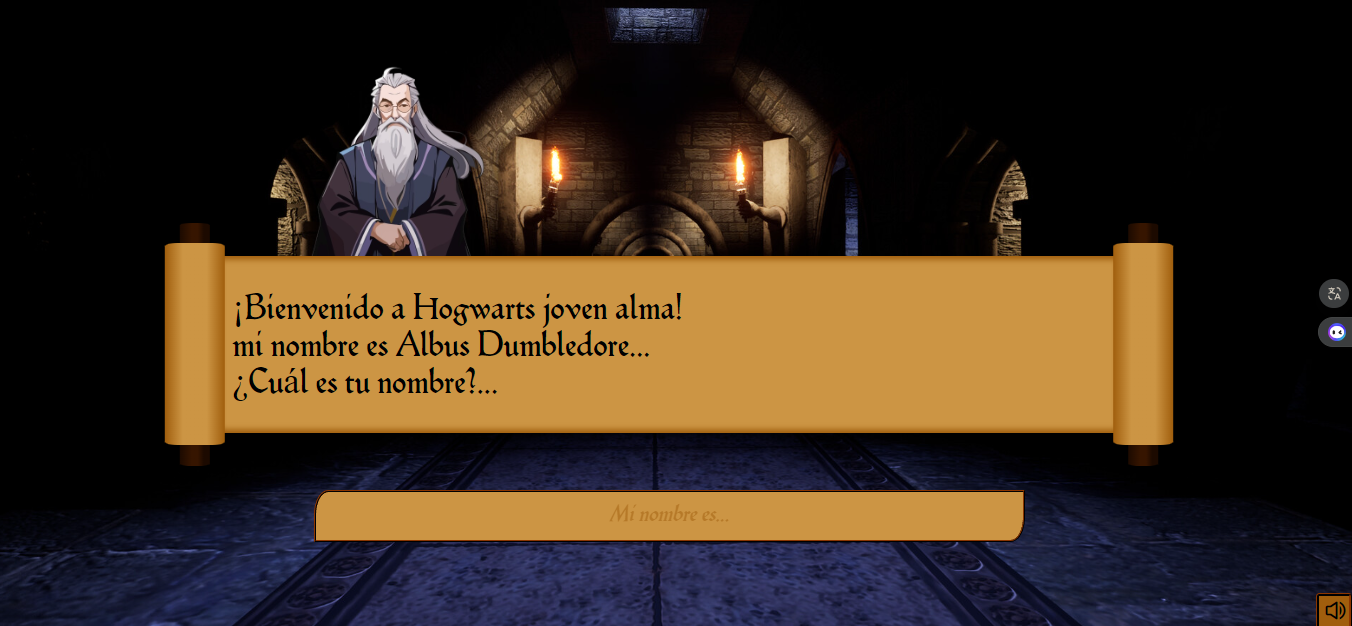 ¡Bienvenido a Hogwarts joven alma!
mi nombre es Albus Dumbledore...
¿Cuál es tu nombre?...
Mi nombre es...